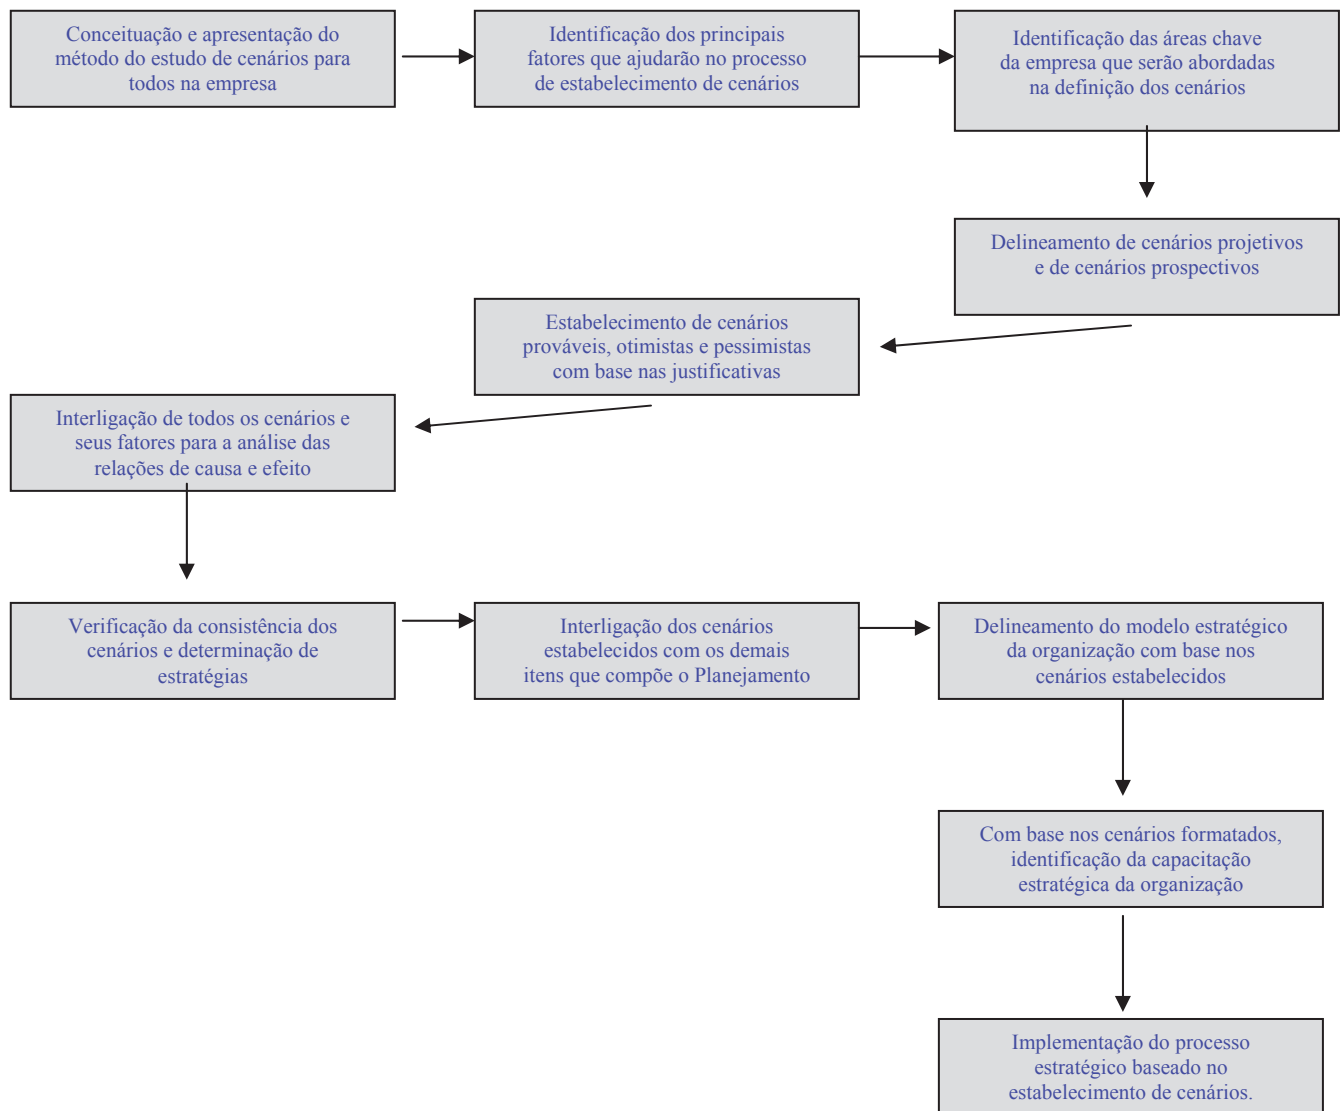 Conceituação e apresentação do
método do estudo de cenários para
todos na empresa
Identificação dos principais
fatores que ajudarão no processo
de estabelecimento de cenários
Identificação das áreas chave
da empresa que serão abordadas
na definição dos cenários
Delineamento de cenários projetivos
e de cenários prospectivos
Estabelecimento de cenários
prováveis, otimistas e pessimistas
com base nas justificativas
Interligação de todos os cenários e
seus fatores para a análise das
relações de causa e efeito
Verificação da consistência dos
cenários e determinação de
estratégias
Interligação dos cenários
estabelecidos com os demais
itens que compõe o Planejamento
Delineamento do modelo estratégico
da organização com base nos
cenários estabelecidos
Com base nos cenários formatados,
identificação da capacitação
estratégica da organização
Implementação do processo
estratégico baseado no
estabelecimento de cenários.